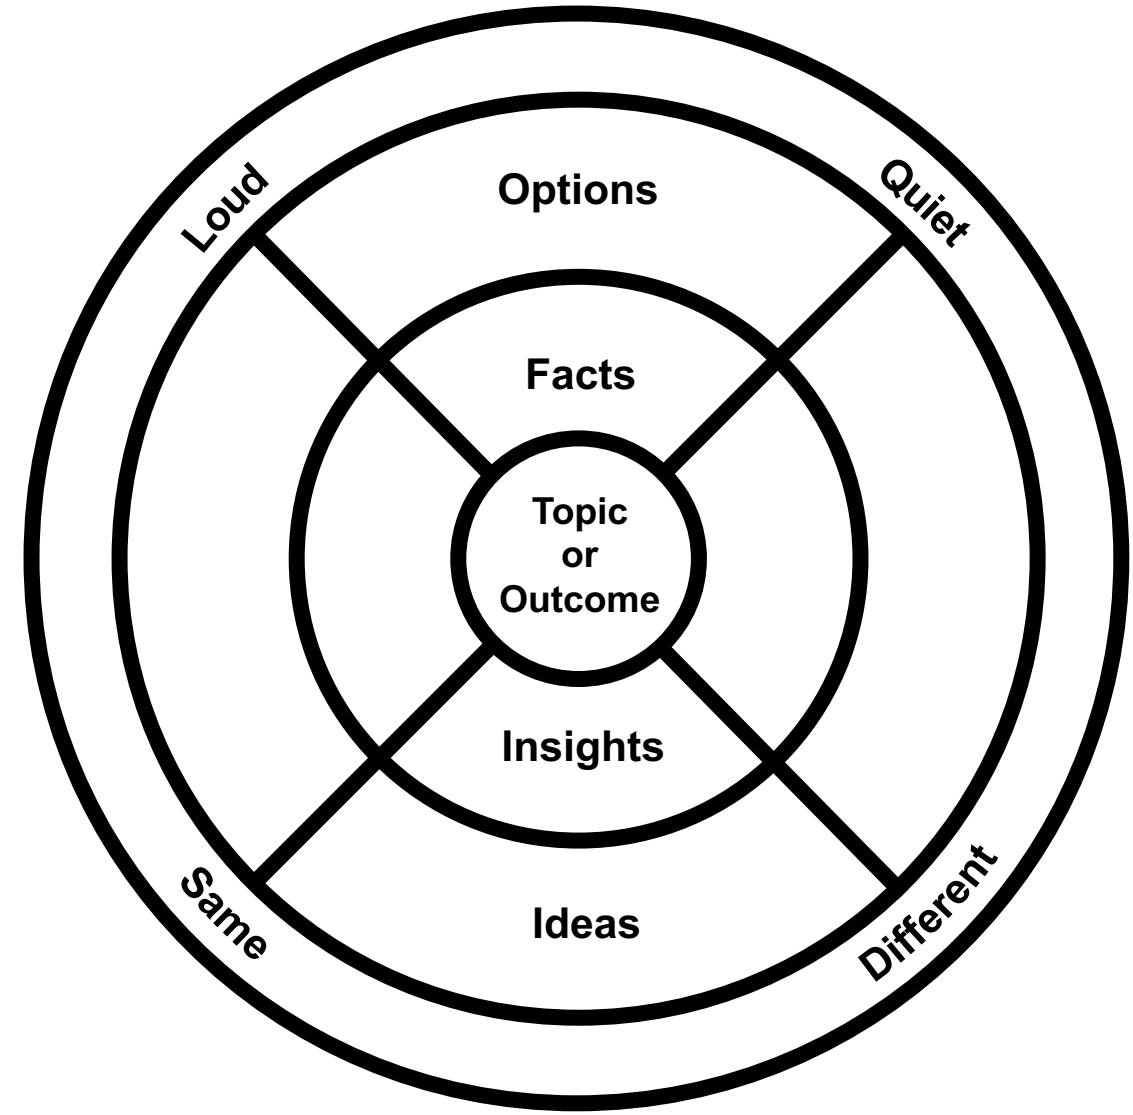 Loud
Quiet
Options
Facts
Topic
or
Outcome
Insights
Ideas
Same
Different